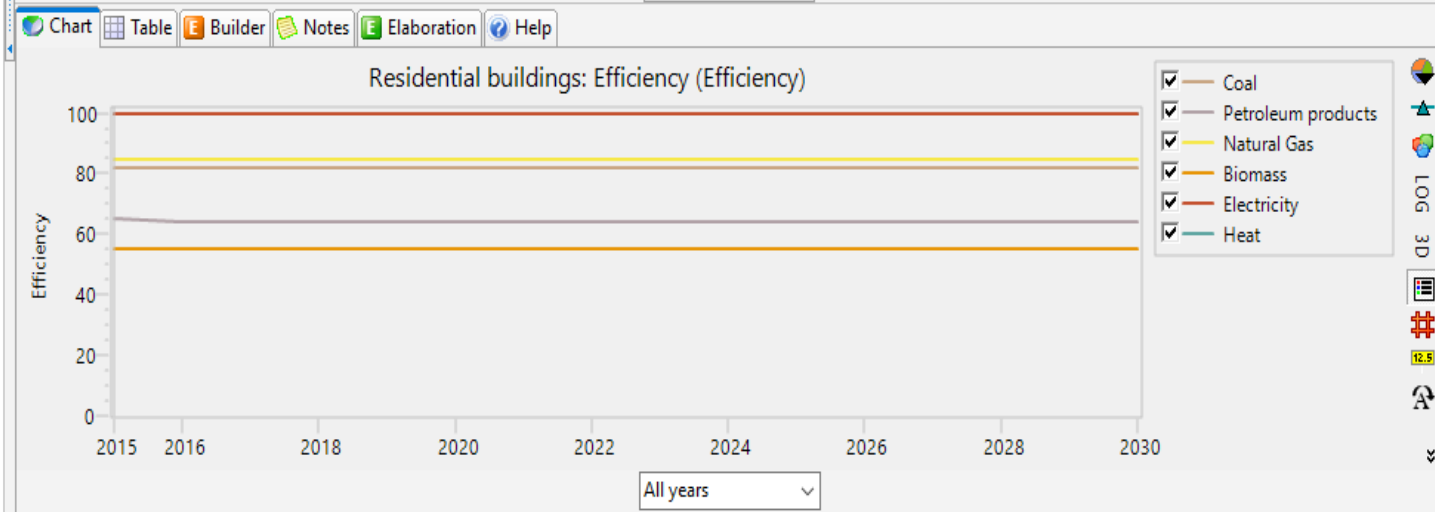 Chart Table Builder Notes Elaboration Help
Residential buildings: Efficiency (Efficiency)
Efficiency
100
80
60
40
20
0
2015 2016 2018 2020 2022 2024 2026 2028 2030
Coal
Petroleum products
Natural Gas
Biomass
Electricity
Heat
LOG
3D
12.5
A
All years